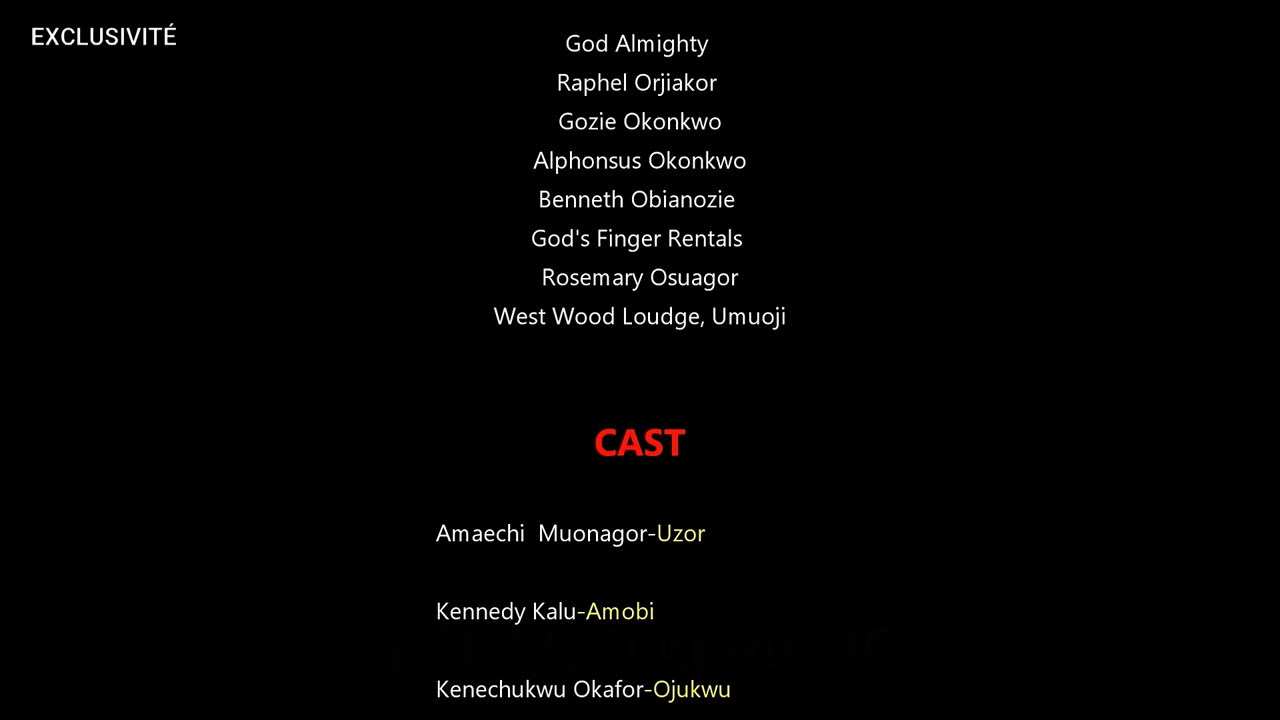 EXCLUSIVITÉ
God Almighty
Raphel Orjiakor
Gozie Okonkwo
Alphonsus Okonkwo
Benneth Obianozie
God's Finger Rentals
Rosemary Osuagor
West Wood Loudge, Umuoji
CAST
Amaechi Muonagor-Uzor
Kennedy Kalu-Amobi
Kenechukwu Okafor-Ojukwu